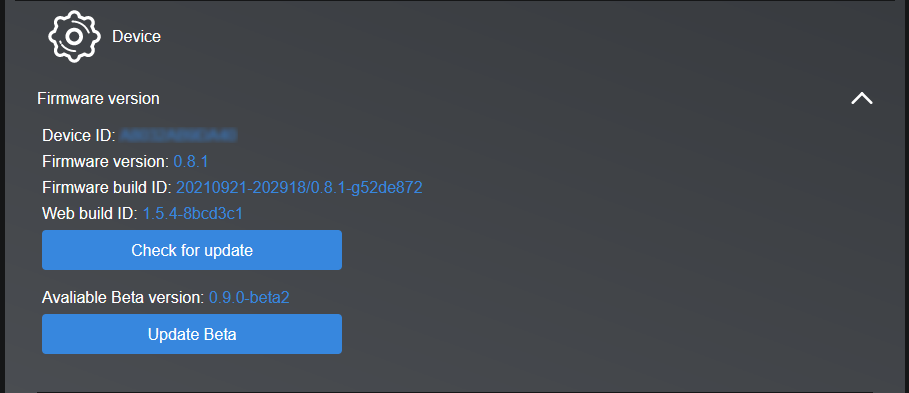 Device
Firmware version
Device ID:
Firmware version: 0.8.1
Firmware build ID: 20210921-202918/0.8.1-g52de872
Web build ID: 1.5.4-8bcd3c1
Check for update
Avaliable Beta version: 0.9.0-beta2
Update Beta